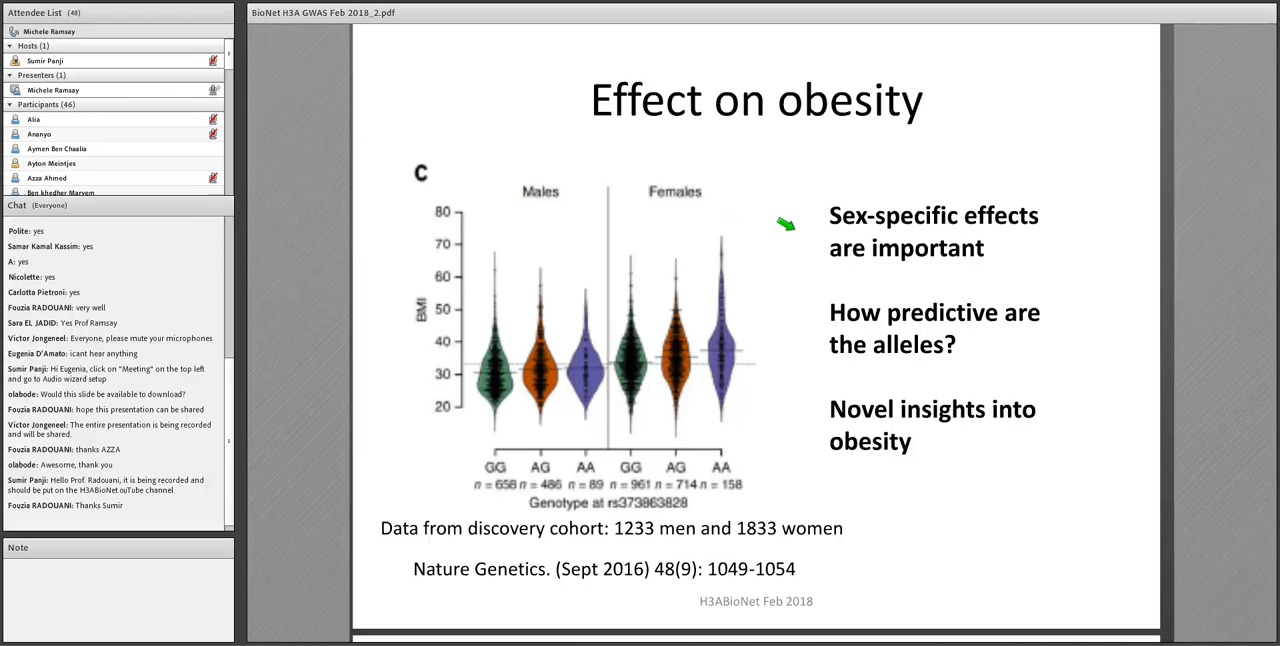 Attendee List (48)
Michele Ramsay
Hosts (1)
Sumir Panji
Presenters (1)
Michele Ramsay
Participants (46)
Alia
Ananyo
Aymen Ben Chaalia
Ayton Meintjes
Azza Ahmed
Ben khedher Maryem
Chat (Everyone)
Polite: yes
Samar Kamal Kassim: yes
A: yes
Nicolette: yes
Carlotta Pietroni: yes
Fouzia RADOUANI: very well
Sara EL JADID: Yes Prof Ramsay
Victor Jongeneel: Everyone, please mute your microphones
Eugenia D'Amato: icant hear anything
Sumir Panji: Hi Eugenia, click on "Meeting" on the top left
and go to Audio wizard setup
olabode: Would this slide be available to download?
Fouzia RADOUANI: hope this presentation can be shared
Victor Jongeneel: The entire presentation is being recorded
and will be shared.
Fouzia RADOUANI: thanks AZZA
olabode: Awesome, thank you
Sumir Panji: Hello Prof. Radouani, it is being recorded and
should be put on the H3ABioNet ouTube channel
Fouzia RADOUANI: Thanks Sumir
Note
BioNet H3A GWAS Feb 2018_2.pdf
Effect on obesity
C
Males Females
80
70
60
50
40
30
20
BMI
GG AG AA GG AG AA
n = 658 n = 486 n = 89 n = 961 n = 714 n = 158
Genotype at rs373863828
Sex-specific effects
are important
How predictive are
the alleles?
Novel insights into
obesity
Data from discovery cohort: 1233 men and 1833 women
Nature Genetics. (Sept 2016) 48(9): 1049-1054
H3ABioNet Feb 2018